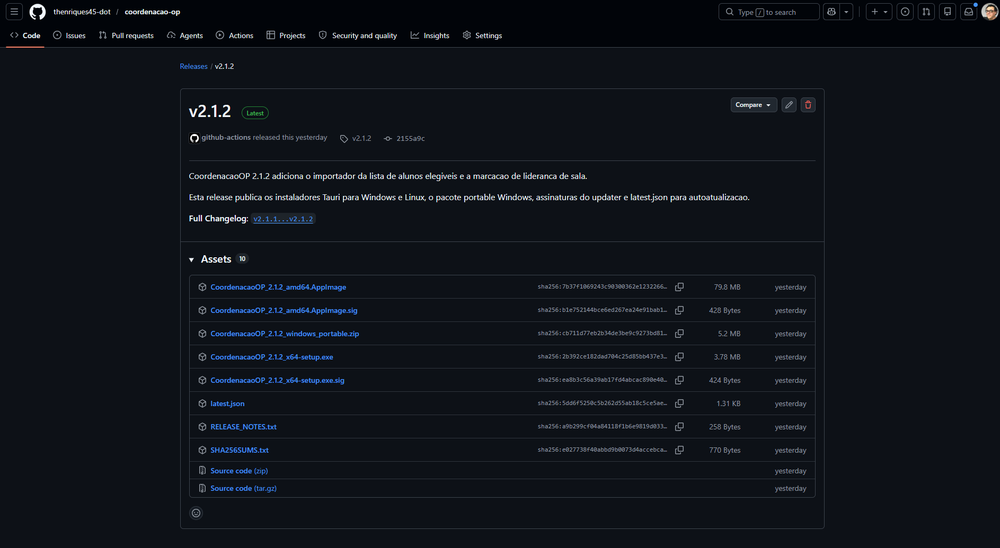 thenriques45-dot / coordenacao-op
Type / to search
Code Issues Pull requests Agents Actions Projects Security and quality Insights Settings
Releases / v2.1.2
v2.1.2 Latest
Compare
github-actions released this yesterday v2.1.2 2155a9c
CoordenacaoOP 2.1.2 adiciona o importador da lista de alunos elegiveis e a marcacao de lideranca de sala.
Esta release publica os instaladores Tauri para Windows e Linux, o pacote portable Windows, assinaturas do updater e latest.json para autoatualizacao.
Full Changelog: v2.1.1...v2.1.2
Assets 10
CoordenacaoOP_2.1.2_amd64.AppImage sha256:7b37f1069243c90300362e1232266… 79.8 MB yesterday
CoordenacaoOP_2.1.2_amd64.AppImage.sig sha256:b1e752144bce6ed267ea24e91bab1… 428 Bytes yesterday
CoordenacaoOP_2.1.2_windows_portable.zip sha256:cb711d77eb2b34de3be9c9273bd81… 5.2 MB yesterday
CoordenacaoOP_2.1.2_x64-setup.exe sha256:2b392ce182dad704c25d85bb437e3… 3.78 MB yesterday
CoordenacaoOP_2.1.2_x64-setup.exe.sig sha256:ea8b3c56a39ab17fd4abcac890e40… 424 Bytes yesterday
latest.json sha256:5dd6f5250c5b262d55ab18c5ce5ae… 1.31 KB yesterday
RELEASE_NOTES.txt sha256:a9b299cf04a84118f1b6e9819d033… 258 Bytes yesterday
SHA256SUMS.txt sha256:e027738f40abbd9b0073d4accebca… 770 Bytes yesterday
Source code (zip) yesterday
Source code (tar.gz) yesterday